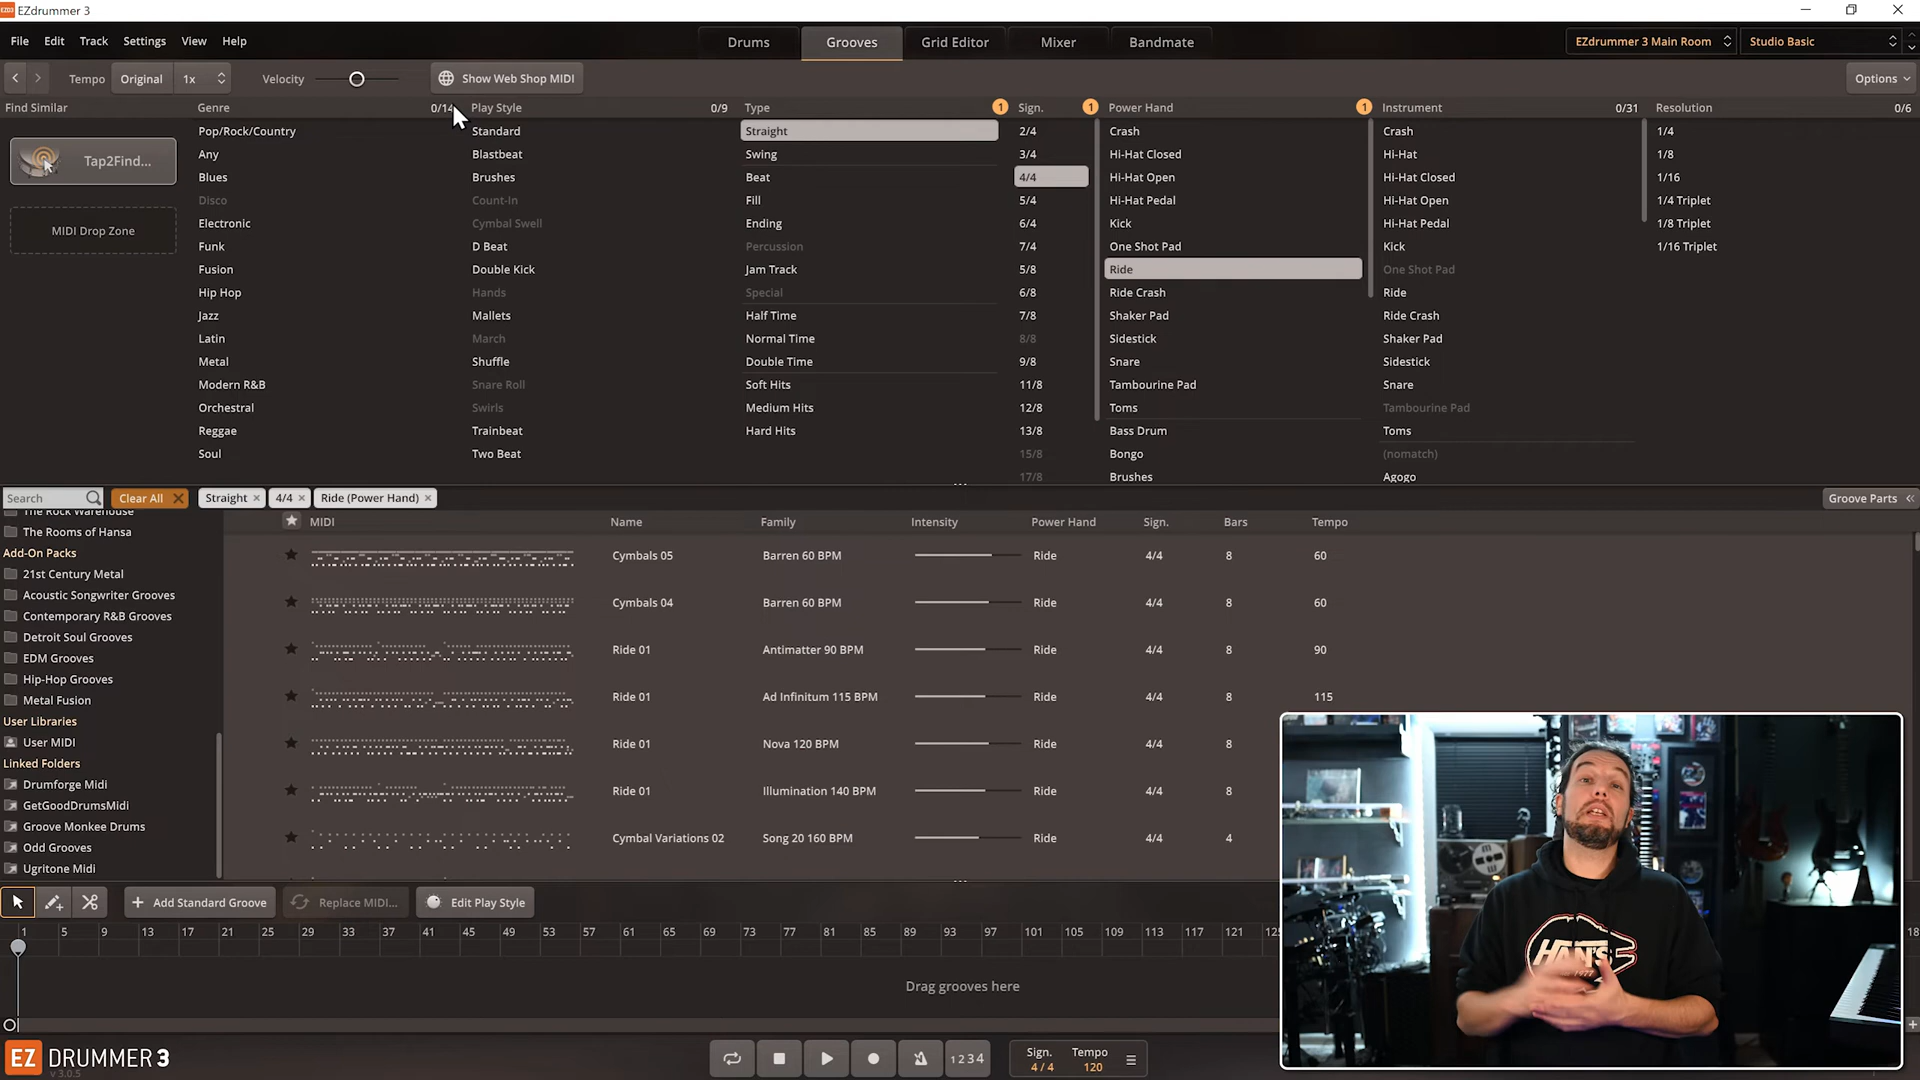 EZdrummer 3
File Edit Track Settings View Help
Drums Grooves Grid Editor Mixer Bandmate
EZdrummer 3 Main Room Studio Basic
Tempo Original 1x Velocity Show Web Shop MIDI Options
Find Similar
Tap2Find...
MIDI Drop Zone
Genre 0/14
Pop/Rock/Country
Any
Blues
Disco
Electronic
Funk
Fusion
Hip Hop
Jazz
Latin
Metal
Modern R&B
Orchestral
Reggae
Soul
Play Style 0/9
Standard
Blastbeat
Brushes
Count-In
Cymbal Swell
D Beat
Double Kick
Hands
Mallets
March
Shuffle
Snare Roll
Swirls
Trainbeat
Two Beat
Type 1
Straight
Swing
Beat
Fill
Ending
Percussion
Jam Track
Special
Half Time
Normal Time
Double Time
Soft Hits
Medium Hits
Hard Hits
Sign. 1
2/4
3/4
4/4
5/4
6/4
7/4
5/8
6/8
7/8
8/8
9/8
11/8
12/8
13/8
15/8
17/8
Power Hand 1
Crash
Hi-Hat Closed
Hi-Hat Open
Hi-Hat Pedal
Kick
One Shot Pad
Ride
Ride Crash
Shaker Pad
Sidestick
Snare
Tambourine Pad
Toms
Bass Drum
Bongo
Brushes
Instrument 0/31
Crash
Hi-Hat
Hi-Hat Closed
Hi-Hat Open
Hi-Hat Pedal
Kick
One Shot Pad
Ride
Ride Crash
Shaker Pad
Sidestick
Snare
Tambourine Pad
Toms
(nomatch)
Agogo
Resolution 0/6
1/4
1/8
1/16
1/4 Triplet
1/8 Triplet
1/16 Triplet
Search Clear All Straight 4/4 Ride (Power Hand) Groove Parts
The Rock Warehouse
The Rooms of Hansa
Add-On Packs
21st Century Metal
Acoustic Songwriter Grooves
Contemporary R&B Grooves
Detroit Soul Grooves
EDM Grooves
Hip-Hop Grooves
Metal Fusion
User Libraries
User MIDI
Linked Folders
Drumforge Midi
GetGoodDrumsMidi
Groove Monkee Drums
Odd Grooves
Ugritone Midi
MIDI Name Family Intensity Power Hand Sign. Bars Tempo
Cymbals 05 Barren 60 BPM Ride 4/4 8 60
Cymbals 04 Barren 60 BPM Ride 4/4 8 60
Ride 01 Antimatter 90 BPM Ride 4/4 8 90
Ride 01 Ad Infinitum 115 BPM Ride 4/4 8 115
Ride 01 Nova 120 BPM Ride 4/4 8
Ride 01 Illumination 140 BPM Ride 4/4 8
Cymbal Variations 02 Song 20 160 BPM Ride 4/4 4
Add Standard Groove Replace MIDI... Edit Play Style
1 5 9 13 17 21 25 29 33 37 41 45 49 53 57 61 65 69 73 77 81 85 89 93 97 101 105 109 113 117 121 125 18
Drag grooves here
EZ DRUMMER 3
v 3.0.5
1 2 3 4
Sign. Tempo
4 / 4 120
HAN'S
1977